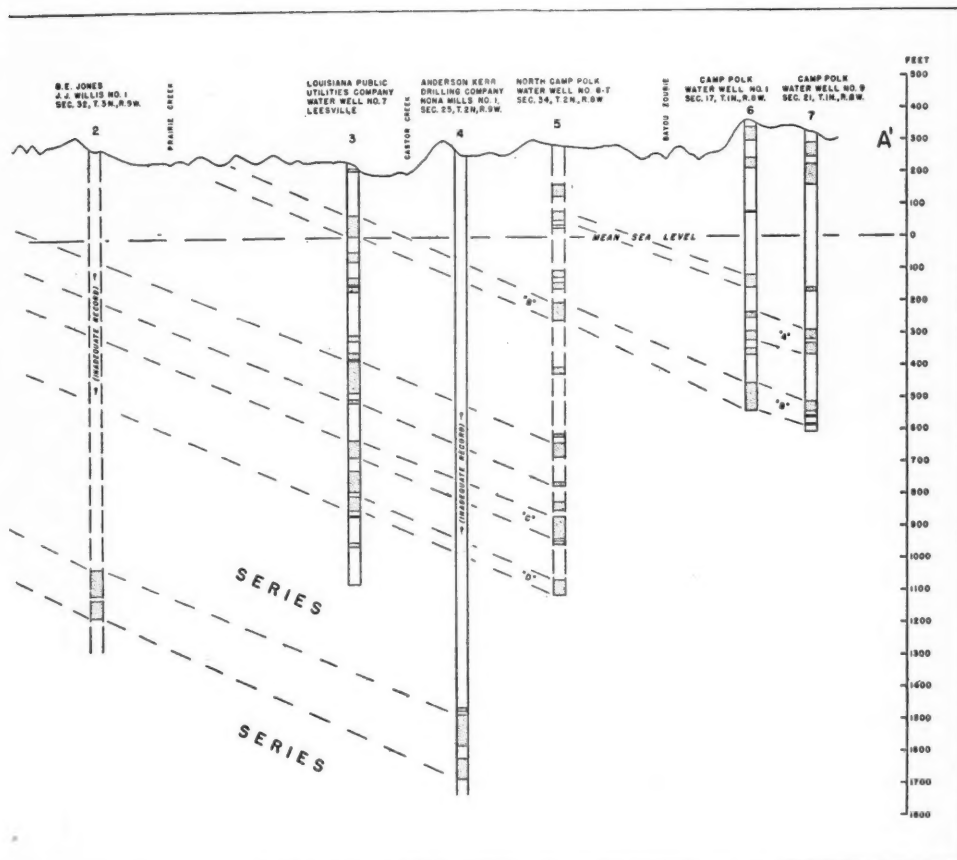 B.E. JONES
J. J. WILLIS NO. 1
SEC. 32, T. 3N., R. 9W.
2
PRAIRIE CREEK
LOUISIANA PUBLIC
UTILITIES COMPANY
WATER WELL NO. 7
LEESVILLE
3
CASTOR CREEK
ANDERSON KERR
DRILLING COMPANY
NONA MILLS NO. 1,
SEC. 25, T. 2N, R. 9W.
4
NORTH CAMP POLK
WATER WELL NO. 6-T
SEC. 34, T. 2N., R. 8W
5
BAYOU ZOUBIE
CAMP POLK
WATER WELL NO. 1
SEC. 17, T. 1N., R. 8W.
6
CAMP POLK
WATER WELL NO. 9
SEC. 21, T. 1N., R. 8W.
7
A'
FEET
500
400
300
200
100
0
100
200
300
400
500
600
700
800
900
1000
1100
1200
1300
1400
1500
1600
1700
1800
MEAN SEA LEVEL
(INADEQUATE RECORD)
(INADEQUATE RECORD)
"B"
"A"
"B"
"C"
"D"
SERIES
SERIES